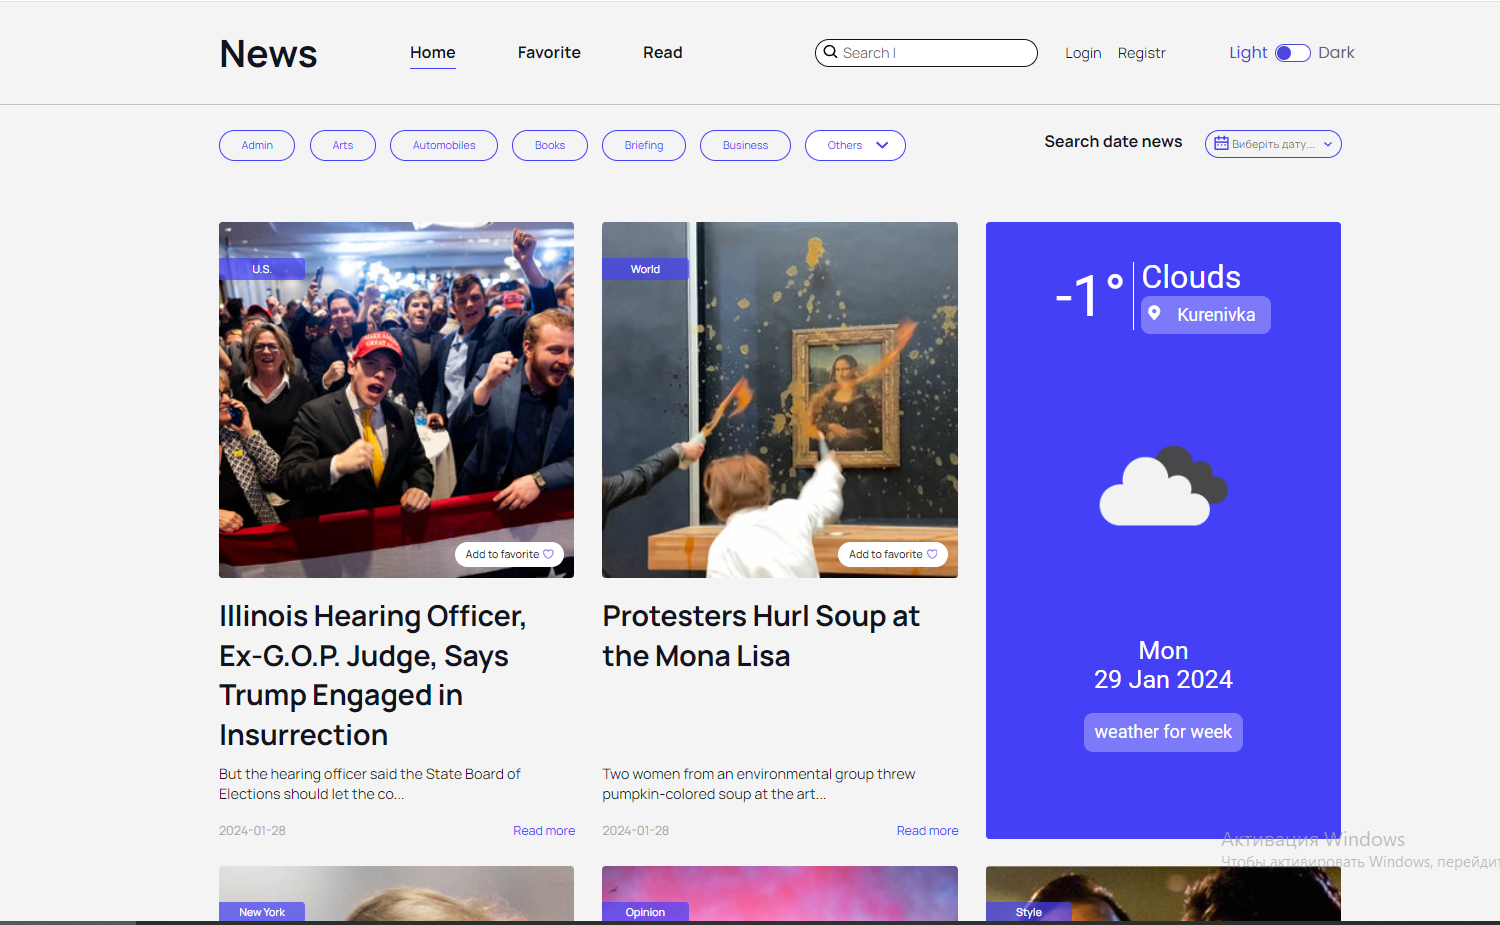 News
Home
Favorite
Read
Search |
Login
Registr
Light
Dark
Admin
Arts
Automobiles
Books
Briefing
Business
Others
Search date news
Виберіть дату...
U.S.
MAKE AMERICA
GREAT AGAIN
Add to favorite
Illinois Hearing Officer,
Ex-G.O.P. Judge, Says
Trump Engaged in
Insurrection
But the hearing officer said the State Board of
Elections should let the co...
2024-01-28
Read more
World
Add to favorite
Protesters Hurl Soup at
the Mona Lisa
Two women from an environmental group threw
pumpkin-colored soup at the art...
2024-01-28
Read more
-1°
Clouds
Kurenivka
Mon
29 Jan 2024
weather for week
Активация Windows
Чтобы активировать Windows, перейдит
New York
Opinion
Style